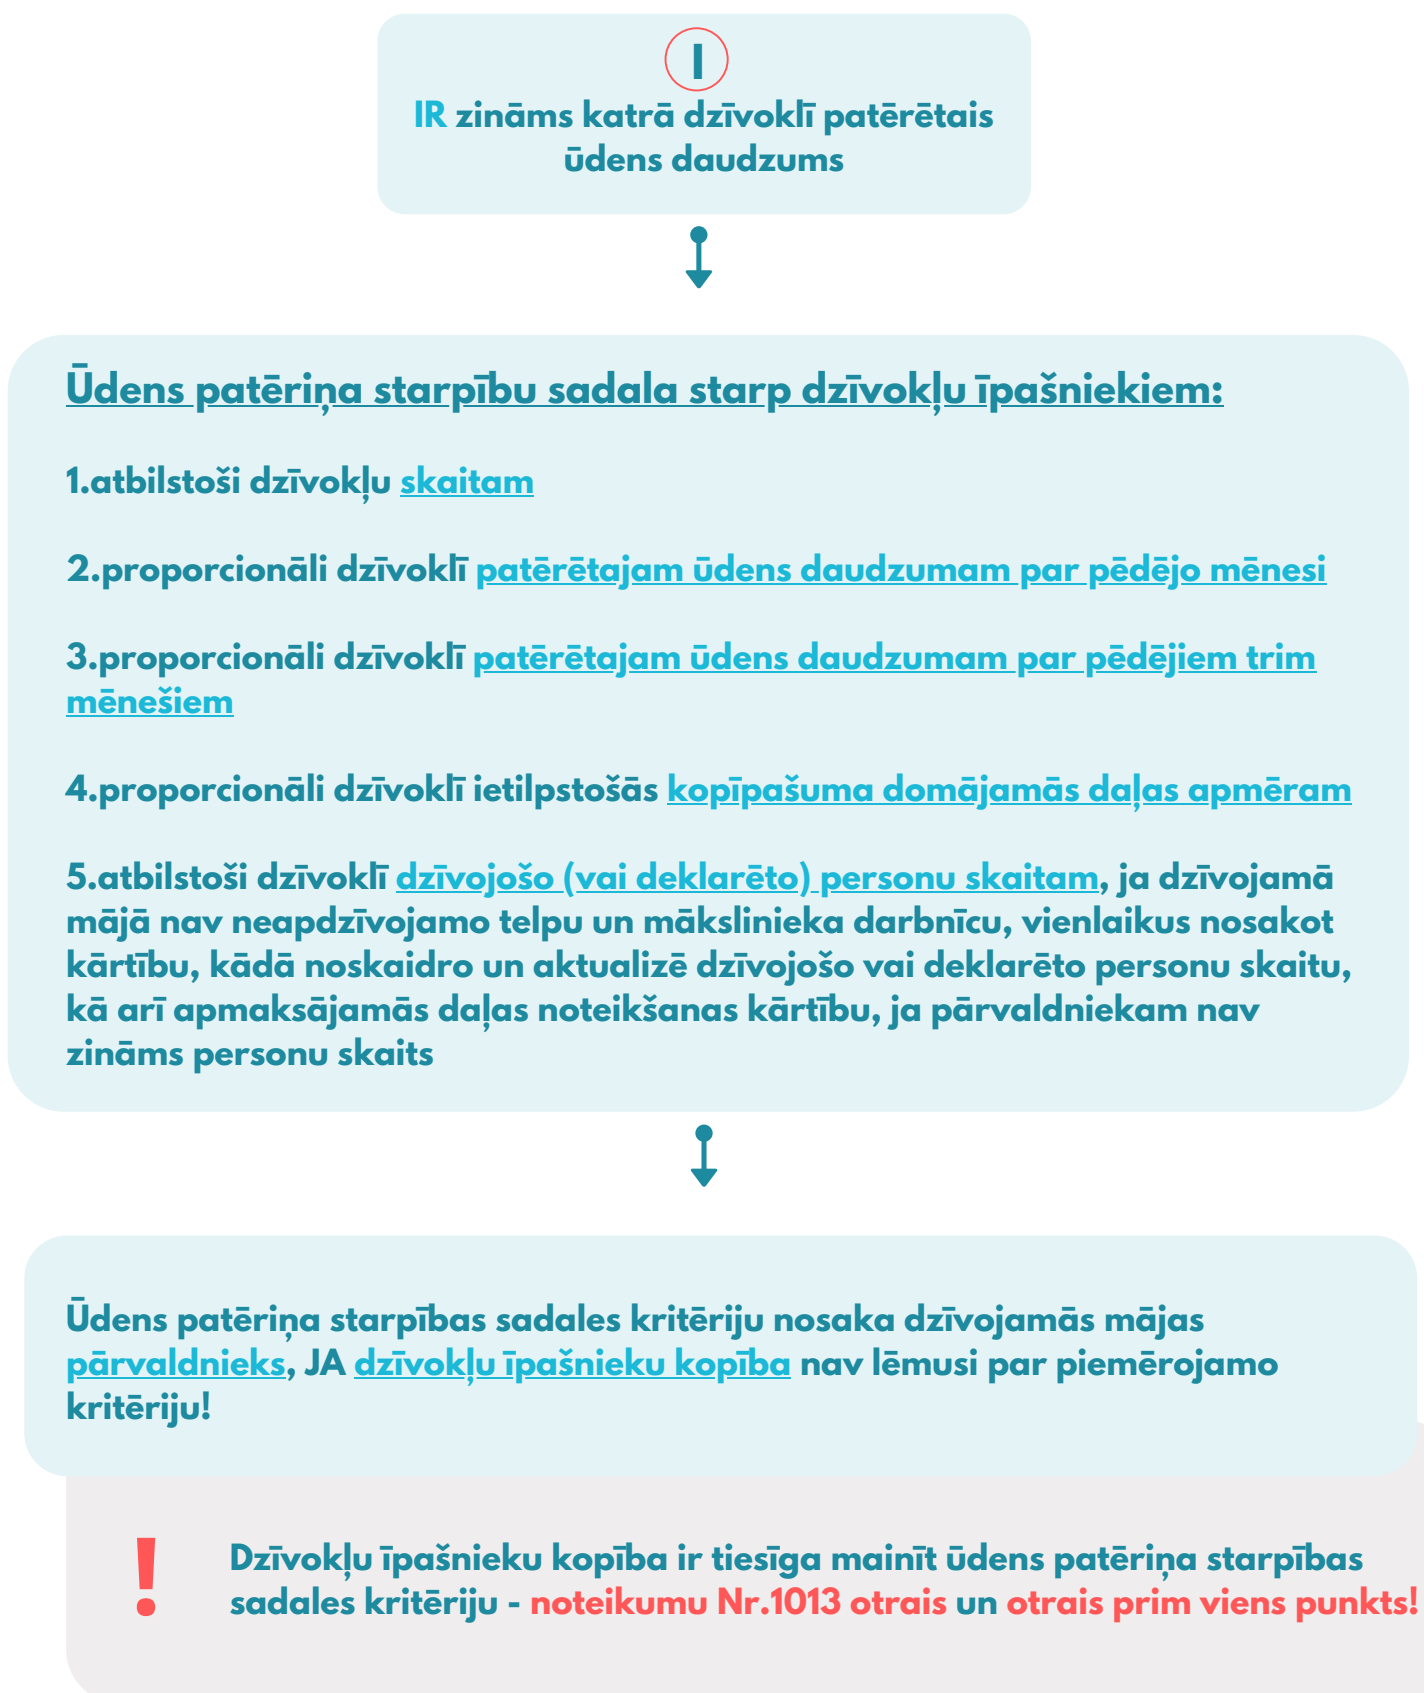 I
IR zināms katrā dzīvoklī patērētais
ūdens daudzums
Ūdens patēriņa starpību sadala starp dzīvokļu īpašniekiem:
1.atbilstoši dzīvokļu skaitam
2.proporcionāli dzīvoklī patērētajam ūdens daudzumam par pēdējo mēnesi
3.proporcionāli dzīvoklī patērētajam ūdens daudzumam par pēdējiem trim
mēnešiem
4.proporcionāli dzīvoklī ietilpstošās kopīpašuma domājamās daļas apmēram
5.atbilstoši dzīvoklī dzīvojošo (vai deklarēto) personu skaitam, ja dzīvojamā
mājā nav neapdzīvojamo telpu un mākslinieka darbnīcu, vienlaikus nosakot
kārtību, kādā noskaidro un aktualizē dzīvojošo vai deklarēto personu skaitu,
kā arī apmaksājamās daļas noteikšanas kārtību, ja pārvaldniekam nav
zināms personu skaits
Ūdens patēriņa starpības sadales kritēriju nosaka dzīvojamās mājas
pārvaldnieks, JA dzīvokļu īpašnieku kopība nav lēmusi par piemērojamo
kritēriju!
! Dzīvokļu īpašnieku kopība ir tiesīga mainīt ūdens patēriņa starpības
sadales kritēriju - noteikumu Nr.1013 otrais un otrais prim viens punkts!